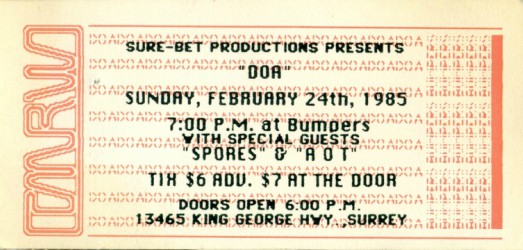 SURE-BET PRODUCTIONS PRESENTS
"DOA"
SUNDAY, FEBRUARY 24th, 1985
7:00 P.M. at Bumpers
WITH SPECIAL GUESTS
"SPORES" & "A O T"
TIX $6 ADV. $7 AT THE DOOR
DOORS OPEN 6:00 P.M.
13465 KING GEORGE HWY.,SURREY